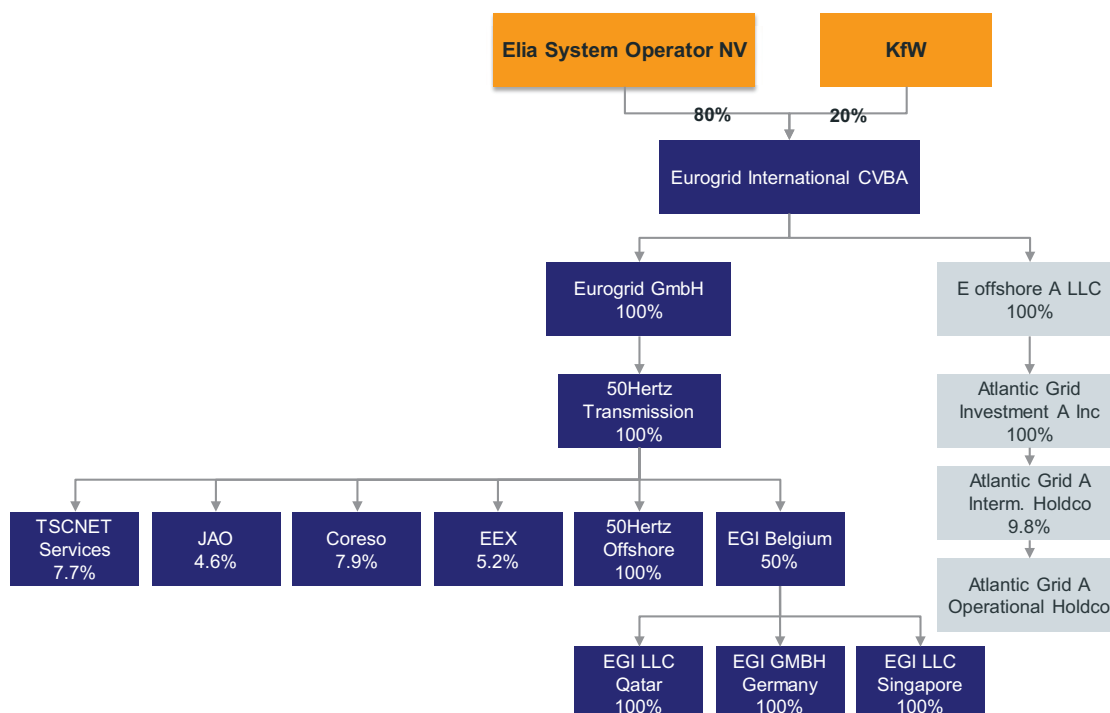 Elia System Operator NV
KfW
80%
20%
Eurogrid International CVBA
Eurogrid GmbH
100%
E offshore A LLC
100%
50Hertz
Transmission
100%
Atlantic Grid
Investment A Inc
100%
Atlantic Grid A
Interm. Holdco
9.8%
TSCNET
Services
7.7%
JAO
4.6%
Coreso
7.9%
EEX
5.2%
50Hertz
Offshore
100%
EGI Belgium
50%
Atlantic Grid A
Operational Holdco
EGI LLC
Qatar
100%
EGI GMBH
Germany
100%
EGI LLC
Singapore
100%